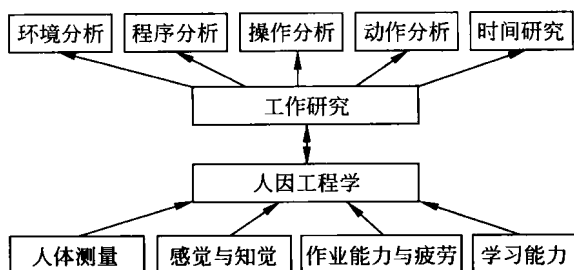 环境分析 程序分析 操作分析 动作分析 时间研究
工作研究
人因工程学
人体测量 感觉与知觉 作业能力与疲劳 学习能力